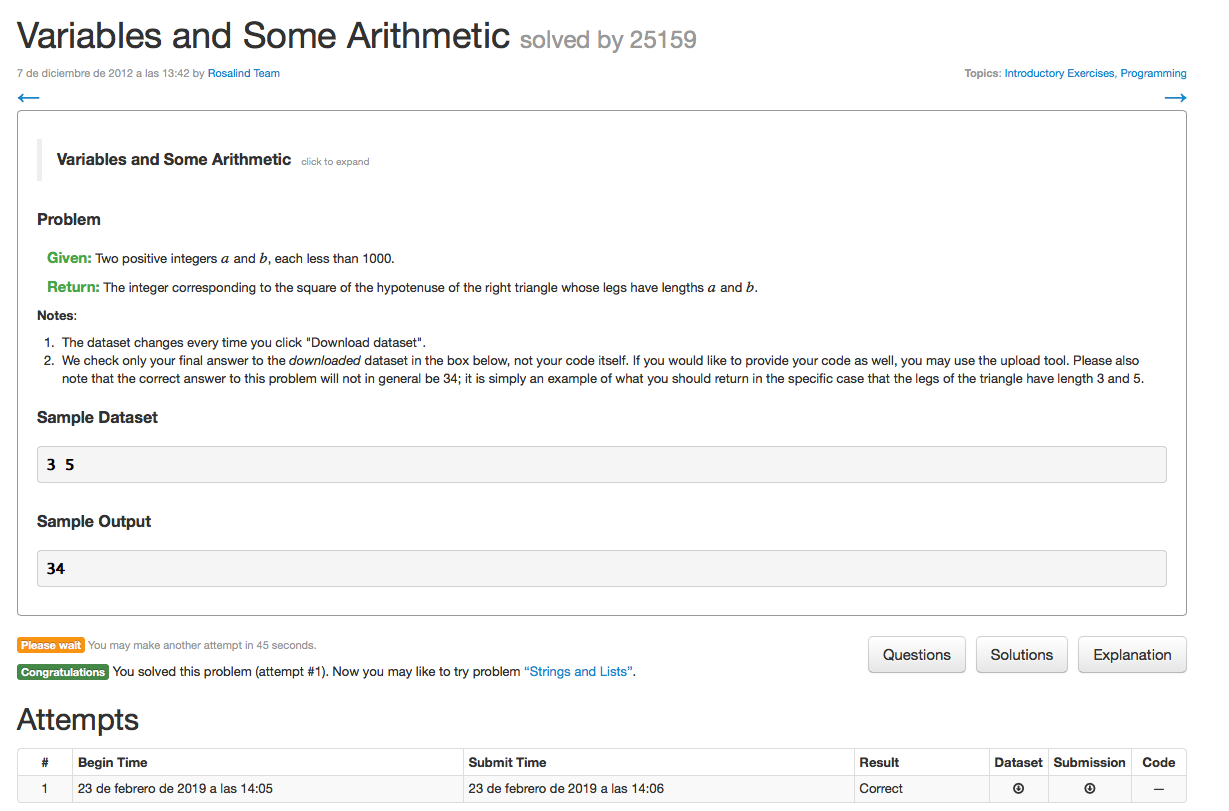 Variables and Some Arithmetic solved by 25159
7 de diciembre de 2012 a las 13:42 by Rosalind Team
Topics: Introductory Exercises, Programming
← →
Variables and Some Arithmetic click to expand
Problem
Given: Two positive integers a and b, each less than 1000.
Return: The integer corresponding to the square of the hypotenuse of the right triangle whose legs have lengths a and b.
Notes:
1. The dataset changes every time you click "Download dataset".
2. We check only your final answer to the downloaded dataset in the box below, not your code itself. If you would like to provide your code as well, you may use the upload tool. Please also
note that the correct answer to this problem will not in general be 34; it is simply an example of what you should return in the specific case that the legs of the triangle have length 3 and 5.
Sample Dataset
3 5
Sample Output
34
Please wait You may make another attempt in 45 seconds.
Congratulations You solved this problem (attempt #1). Now you may like to try problem “Strings and Lists”.
Questions Solutions Explanation
Attempts
# Begin Time Submit Time Result Dataset Submission Code
1 23 de febrero de 2019 a las 14:05 23 de febrero de 2019 a las 14:06 Correct —